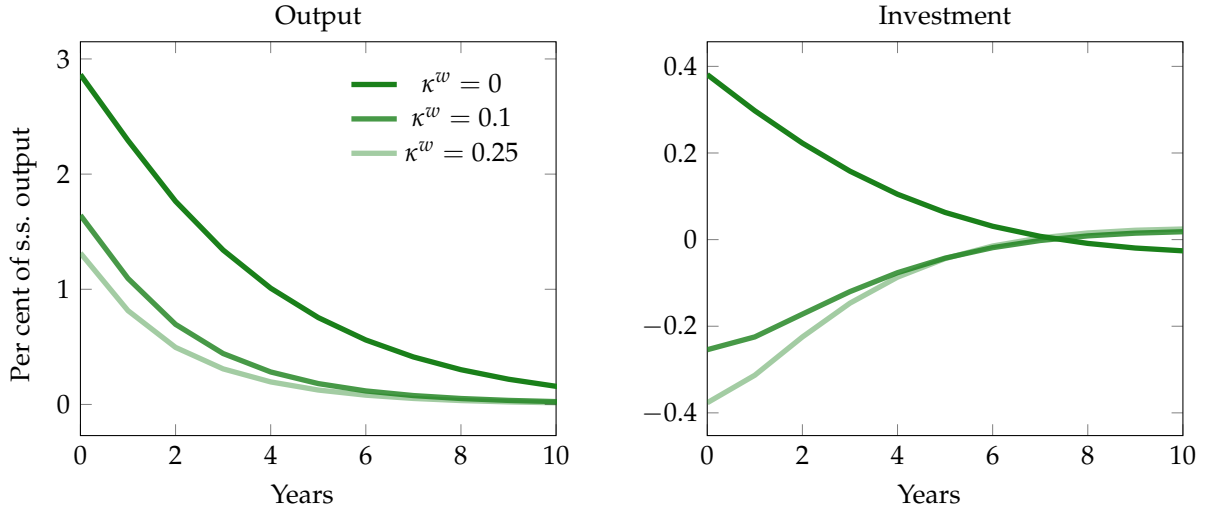 Output
Per cent of s.s. output
3
2
1
0
κ^w = 0
κ^w = 0.1
κ^w = 0.25
0 2 4 6 8 10
Years
Investment
0.4
0.2
0
−0.2
−0.4
0 2 4 6 8 10
Years